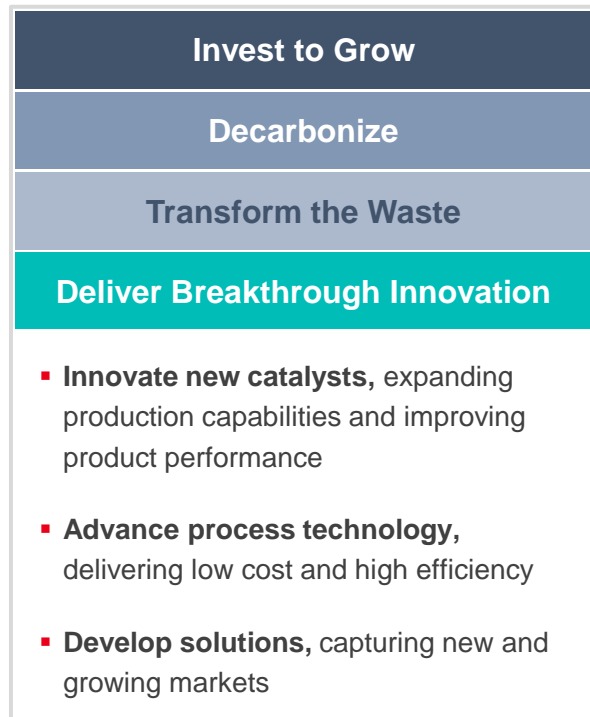 Invest to Grow
Decarbonize
Transform the Waste
Deliver Breakthrough Innovation
▪ Innovate new catalysts, expanding
production capabilities and improving
product performance
▪ Advance process technology,
delivering low cost and high efficiency
▪ Develop solutions, capturing new and
growing markets